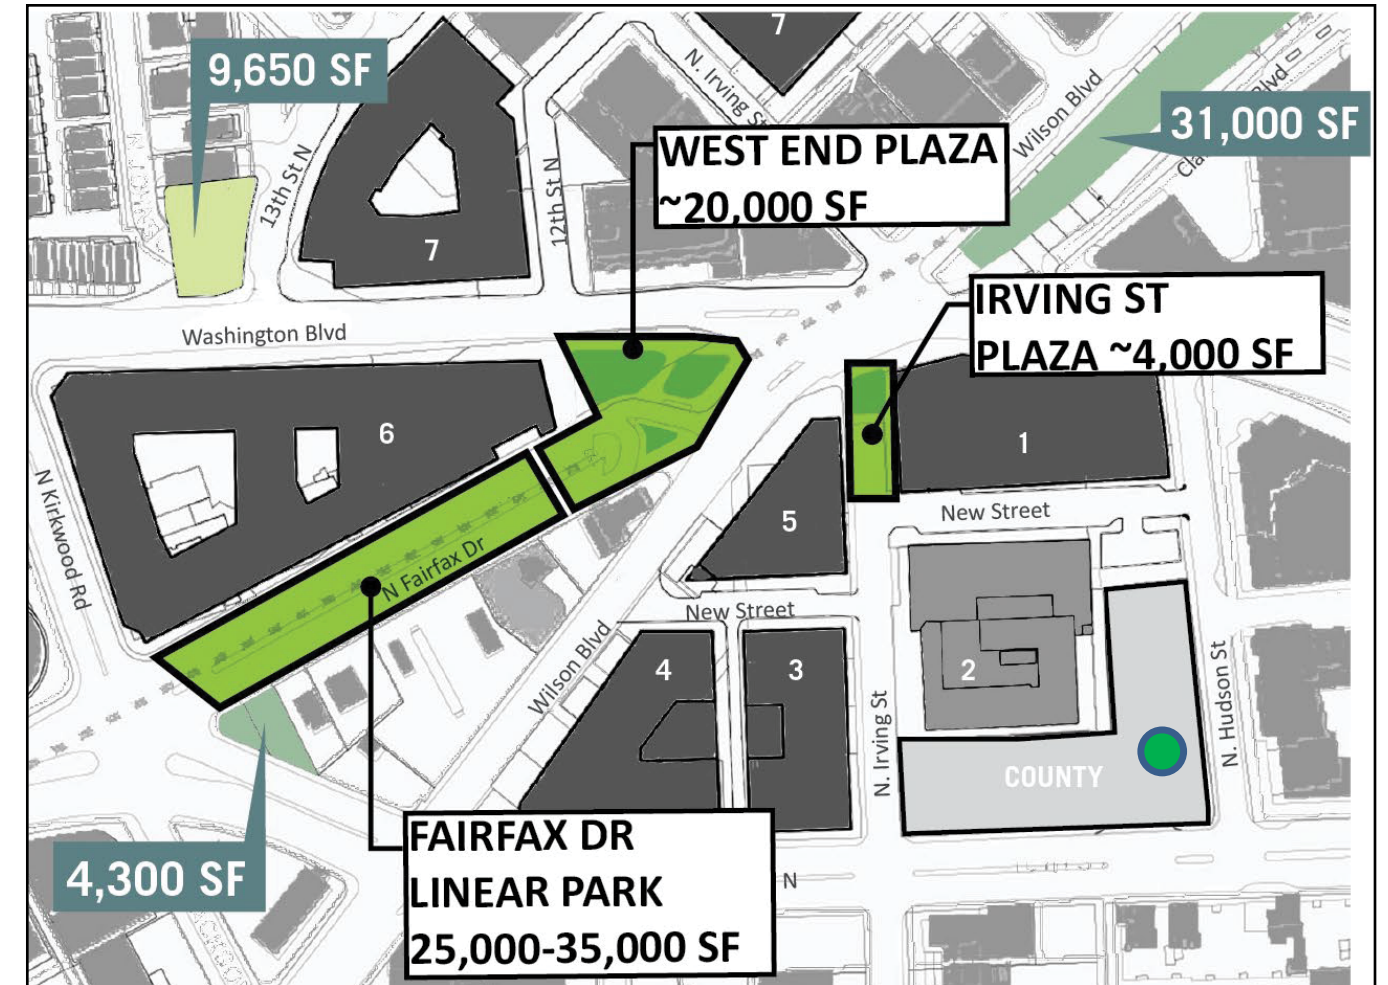 7
9,650 SF
N. Irving St
7
Wilson Blvd
31,000 SF
WEST END PLAZA
~20,000 SF
13th St N
12th St N
7
IRVING ST
PLAZA ~4,000 SF
Washington Blvd
6
1
N Kirkwood Rd
5
New Street
N Fairfax Dr
New Street
Wilson Blvd
4
3
2
N. Irving St
N. Hudson St
COUNTY
FAIRFAX DR
LINEAR PARK
25,000-35,000 SF
4,300 SF
N